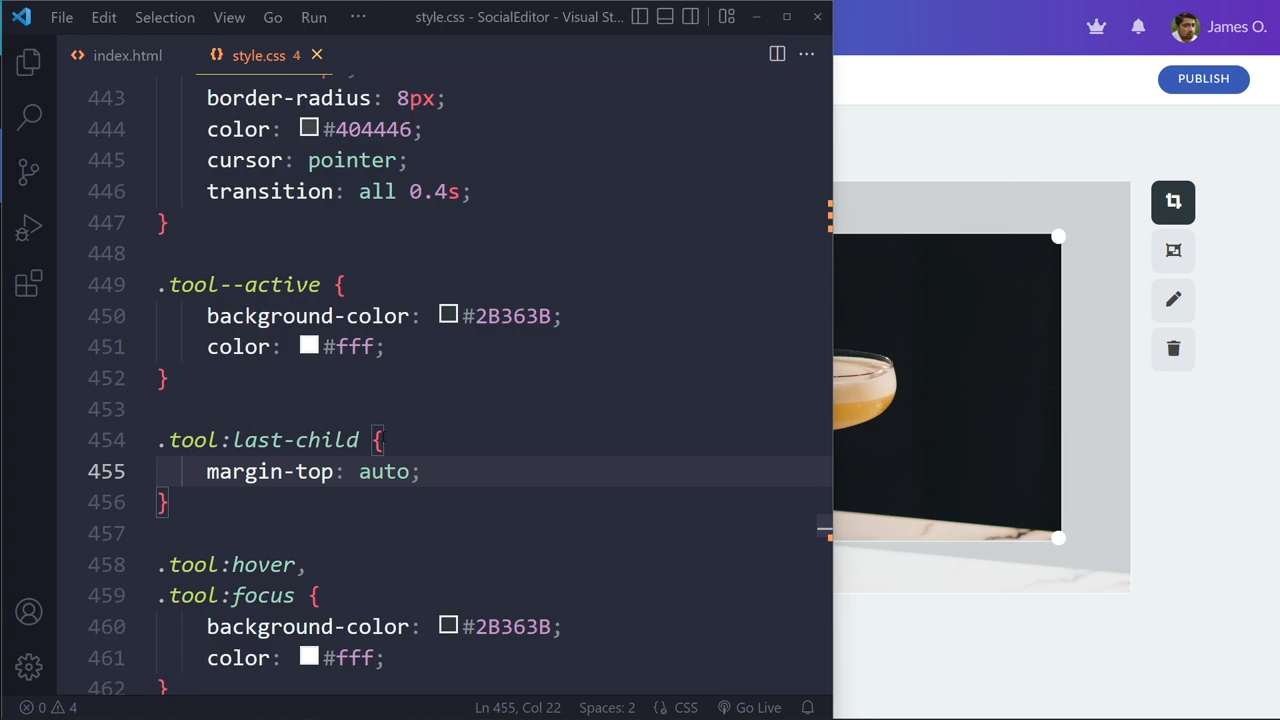 File Edit Selection View Go Run ··· style.css - SocialEditor - Visual St...
James O.
index.html
style.css 4
PUBLISH
443 border-radius: 8px;
444 color: #404446;
445 cursor: pointer;
446 transition: all 0.4s;
447 }
448
449 .tool--active {
450 background-color: #2B363B;
451 color: #fff;
452 }
453
454 .tool:last-child {
455 margin-top: auto;
456 }
457
458 .tool:hover,
459 .tool:focus {
460 background-color: #2B363B;
461 color: #fff;
462 }
0 4 Ln 455, Col 22 Spaces: 2 {} CSS Go Live